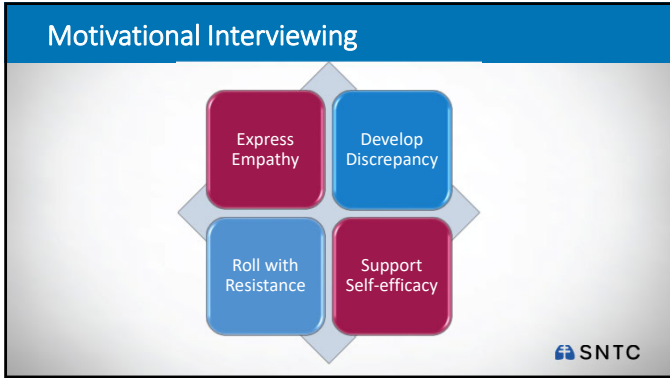 Motivational Interviewing
Express
Empathy
Develop
Discrepancy
Roll with
Resistance
Support
Self-efficacy
SNTC